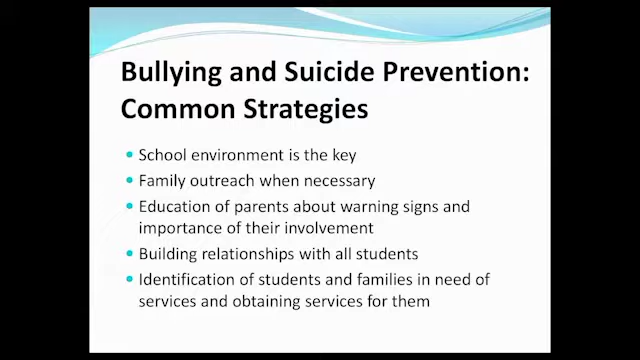 Bullying and Suicide Prevention:
Common Strategies
• School environment is the key
• Family outreach when necessary
• Education of parents about warning signs and
importance of their involvement
• Building relationships with all students
• Identification of students and families in need of
services and obtaining services for them